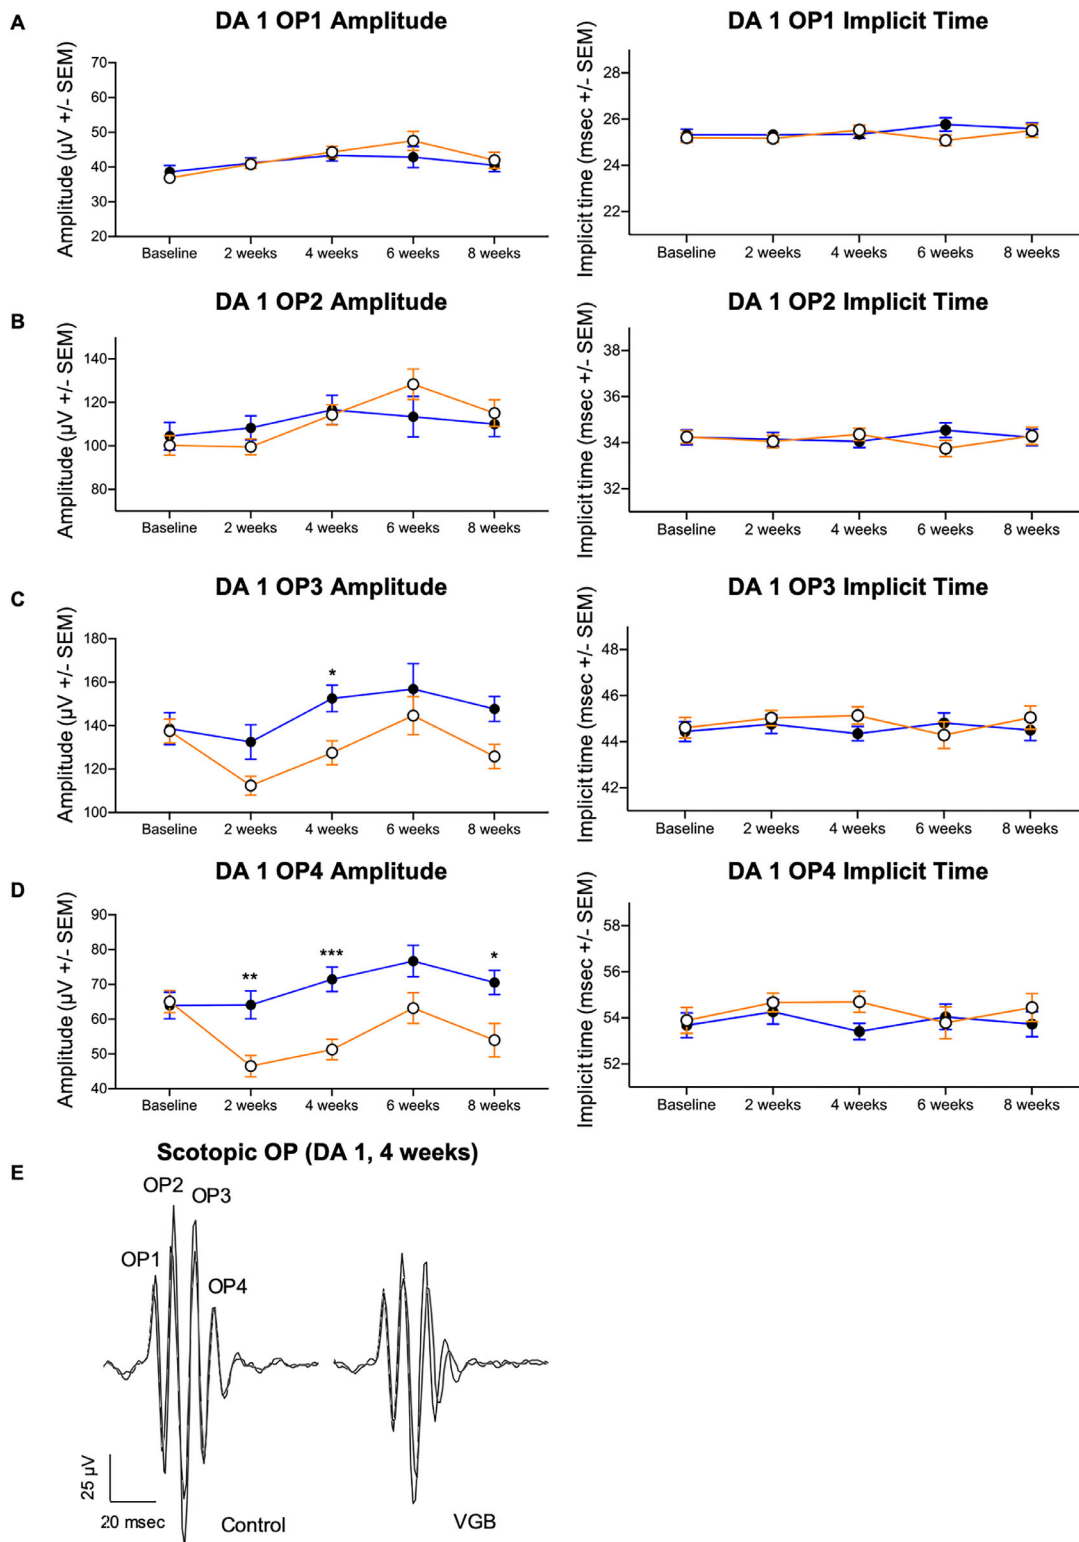 A
DA 1 OP1 Amplitude
Amplitude (µV +/- SEM)
70
60
50
40
30
20
Baseline 2 weeks 4 weeks 6 weeks 8 weeks
DA 1 OP1 Implicit Time
Implicit time (msec +/- SEM)
28
26
24
22
Baseline 2 weeks 4 weeks 6 weeks 8 weeks
B
DA 1 OP2 Amplitude
Amplitude (µV +/- SEM)
140
120
100
80
Baseline 2 weeks 4 weeks 6 weeks 8 weeks
DA 1 OP2 Implicit Time
Implicit time (msec +/- SEM)
38
36
34
32
Baseline 2 weeks 4 weeks 6 weeks 8 weeks
C
DA 1 OP3 Amplitude
Amplitude (µV +/- SEM)
180
160
140
120
100
*
Baseline 2 weeks 4 weeks 6 weeks 8 weeks
DA 1 OP3 Implicit Time
Implicit time (msec +/- SEM)
48
46
44
42
Baseline 2 weeks 4 weeks 6 weeks 8 weeks
D
DA 1 OP4 Amplitude
Amplitude (µV +/- SEM)
90
80
70
60
50
40
** *** *
Baseline 2 weeks 4 weeks 6 weeks 8 weeks
DA 1 OP4 Implicit Time
Implicit time (msec +/- SEM)
58
56
54
52
Baseline 2 weeks 4 weeks 6 weeks 8 weeks
E
Scotopic OP (DA 1, 4 weeks)
OP2
OP3
OP1
OP4
25 µV
20 msec
Control
VGB